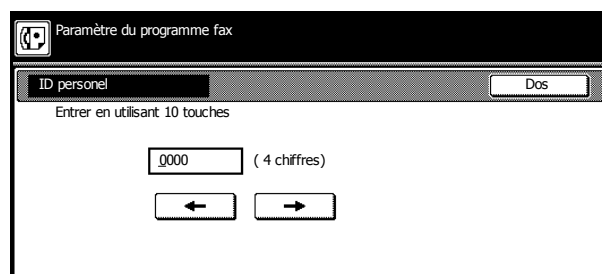 Paramètre du programme fax
ID personel
Dos
Entrer en utilisant 10 touches
0000
( 4 chiffres)